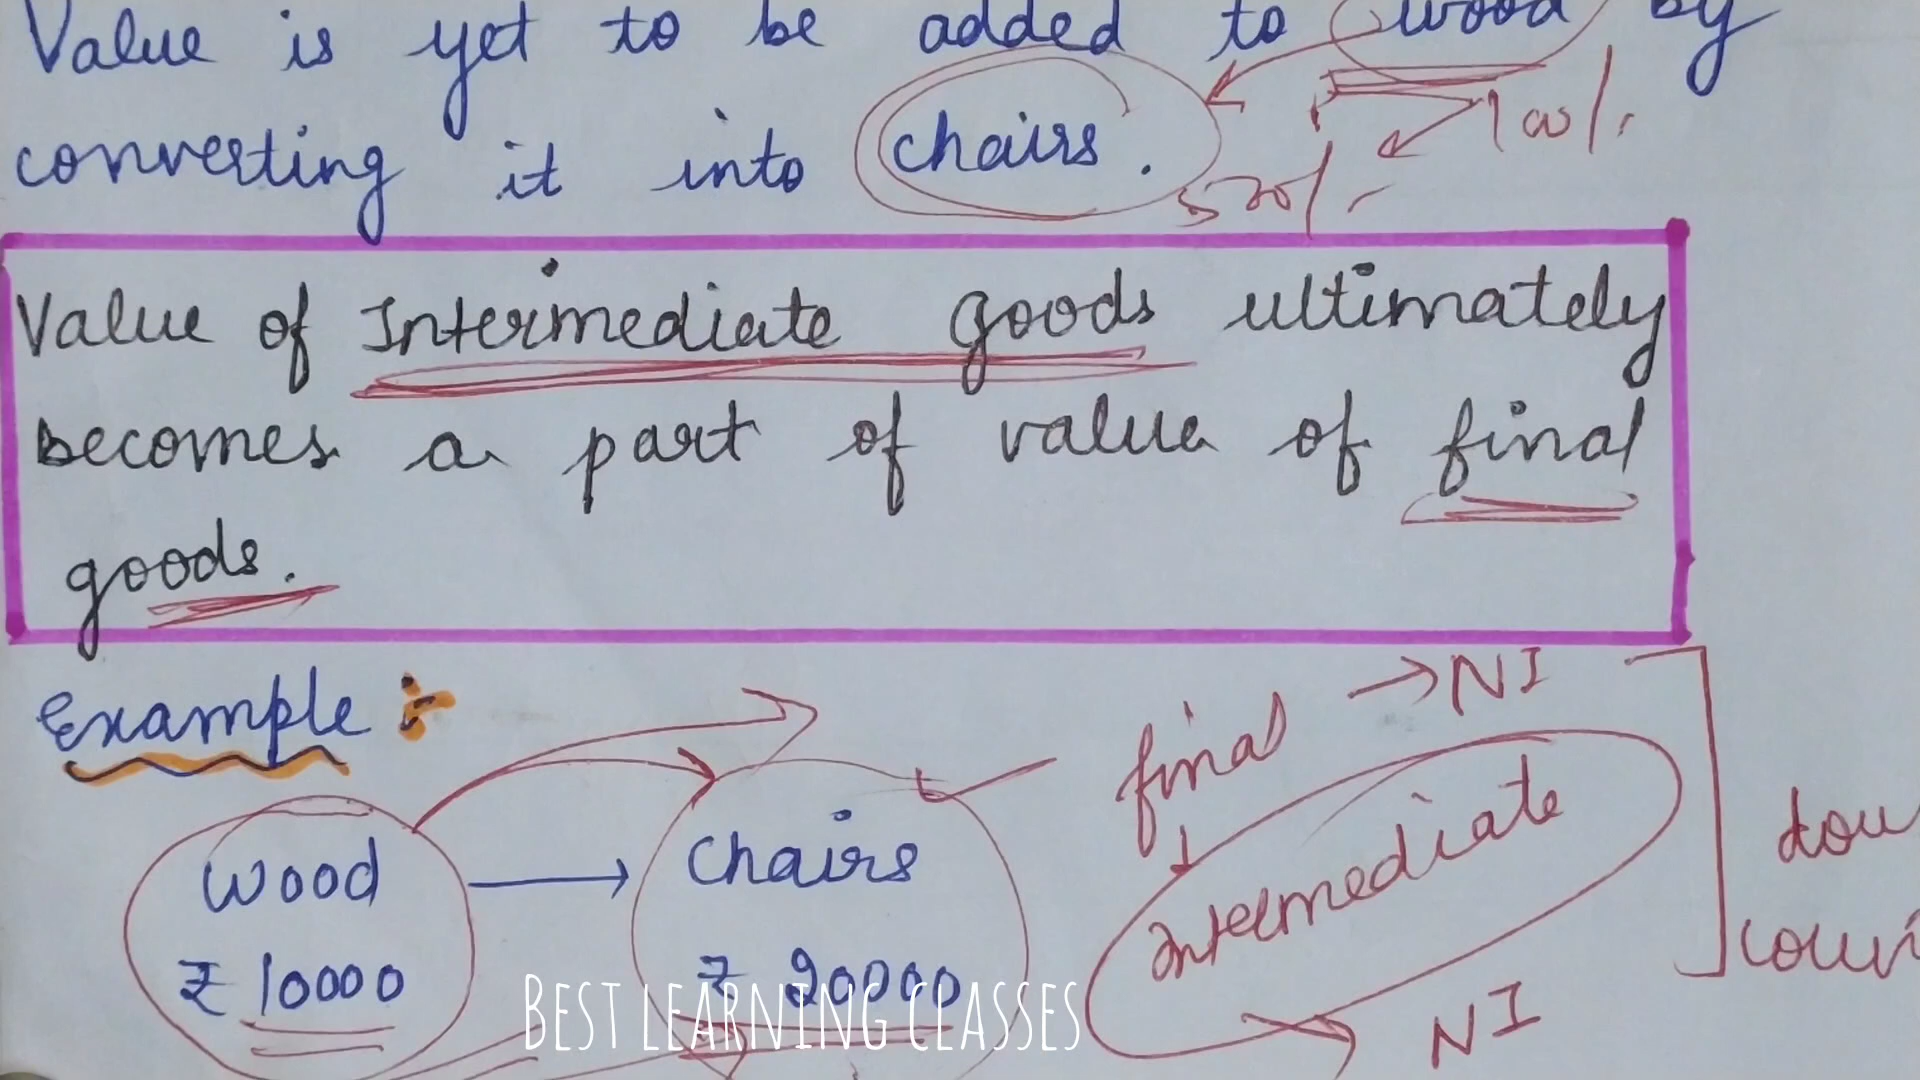 Value is yet to be added to wood by
100%
converting it into chairs.
Value of Intermediate goods ultimately
becomes a part of value of final
goods.
Example :-
final → NI
Wood → Chairs
Intermediate
₹ 10000 ₹ 20000
NI
BEST LEARNING CLASSES